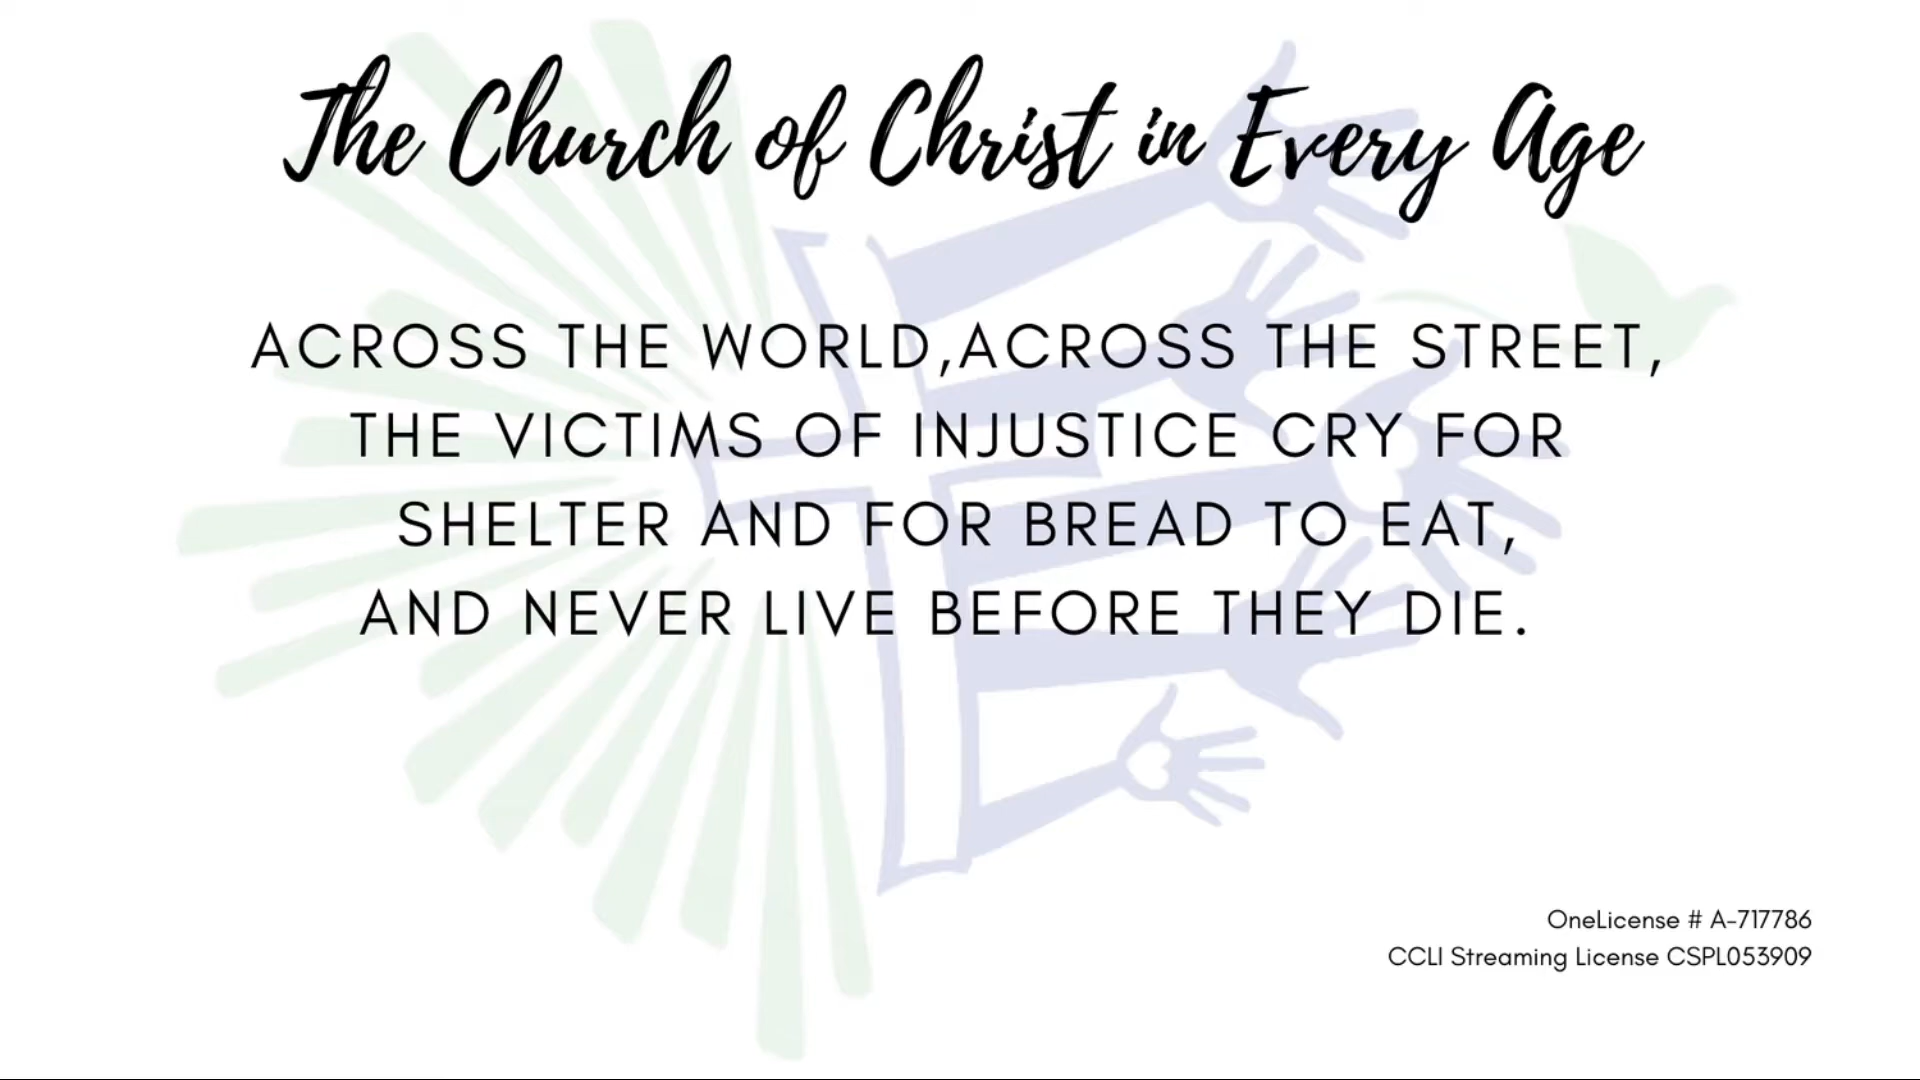 The Church of Christ in Every Age
ACROSS THE WORLD,ACROSS THE STREET,
THE VICTIMS OF INJUSTICE CRY FOR
SHELTER AND FOR BREAD TO EAT,
AND NEVER LIVE BEFORE THEY DIE.
OneLicense # A-717786
CCLI Streaming License CSPL053909